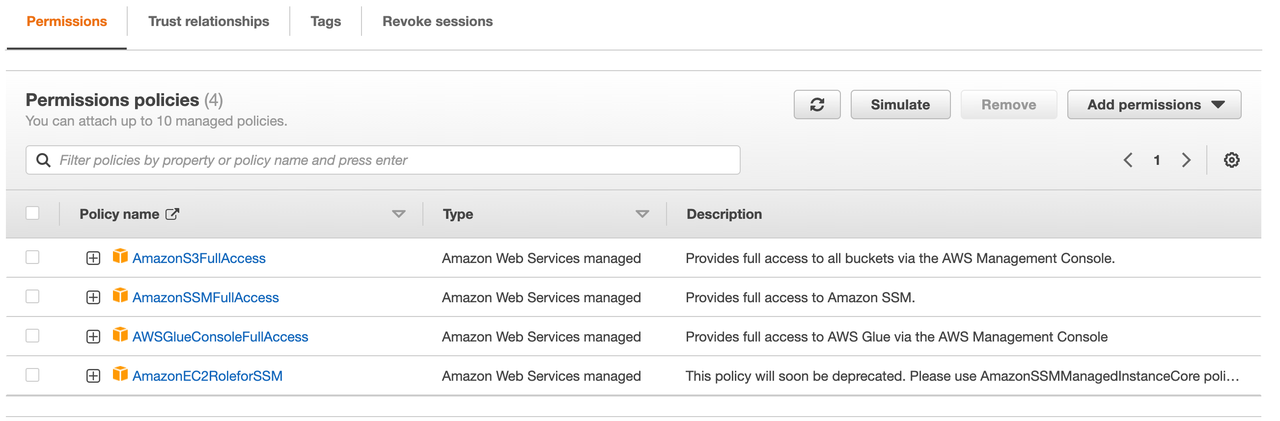 Permissions Trust relationships Tags Revoke sessions
Permissions policies (4)
You can attach up to 10 managed policies.
Simulate Remove Add permissions
Filter policies by property or policy name and press enter
1
Policy name Type Description
AmazonS3FullAccess Amazon Web Services managed Provides full access to all buckets via the AWS Management Console.
AmazonSSMFullAccess Amazon Web Services managed Provides full access to Amazon SSM.
AWSGlueConsoleFullAccess Amazon Web Services managed Provides full access to AWS Glue via the AWS Management Console
AmazonEC2RoleforSSM Amazon Web Services managed This policy will soon be deprecated. Please use AmazonSSMManagedInstanceCore poli…